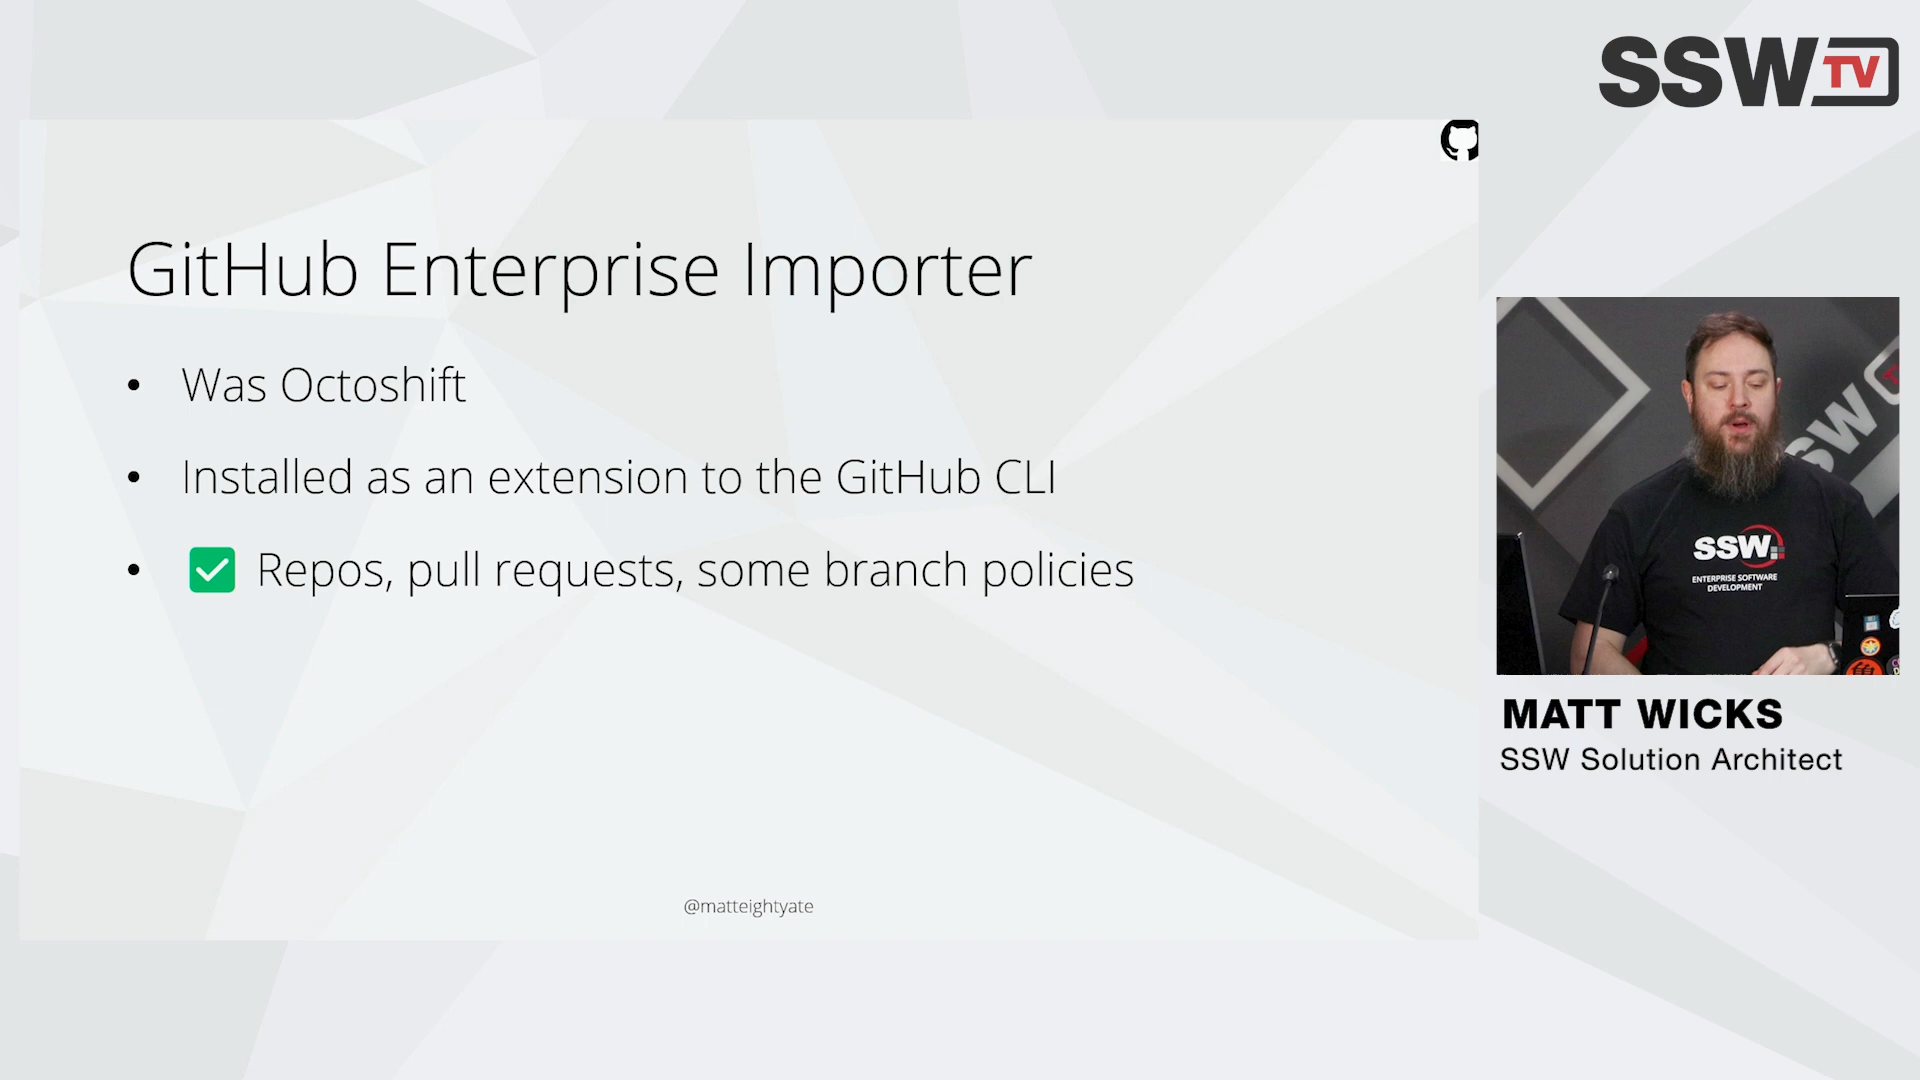 SSW TV
GitHub Enterprise Importer
• Was Octoshift
• Installed as an extension to the GitHub CLI
• ✅ Repos, pull requests, some branch policies
@matteightyate
SSW
SSW
ENTERPRISE SOFTWARE
DEVELOPMENT
MATT WICKS
SSW Solution Architect